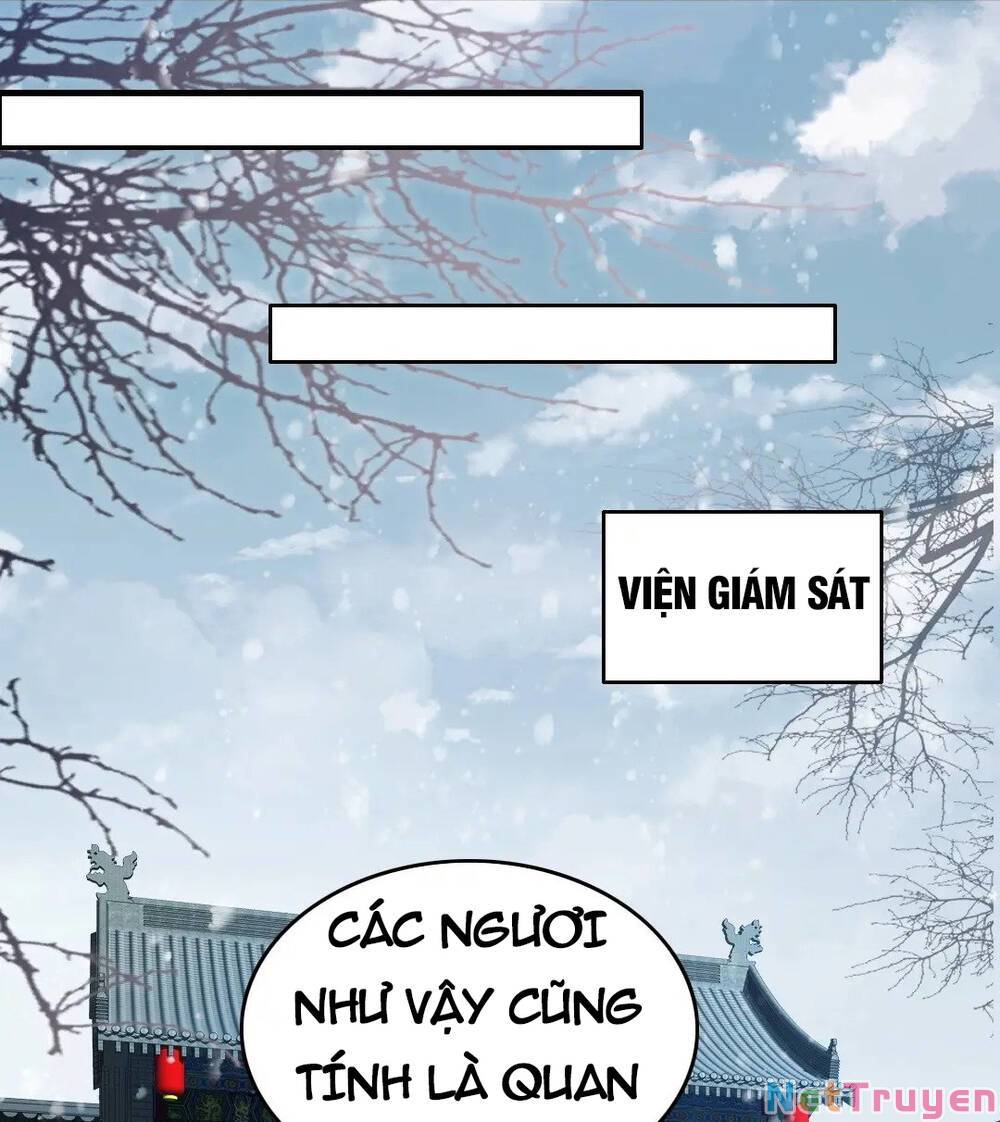 VIỆN GIÁM SÁT
CÁC NGƯƠI
NHƯ VẬY CŨNG
TÍNH LÀ QUAN
NetTruyen